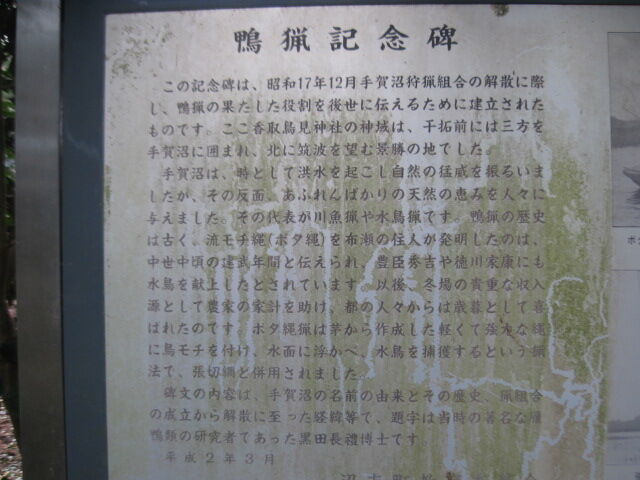 鴨猟記念碑
この記念碑は、昭和17年12月手賀沼狩猟組合の解散に際
し、鴨猟の果たした役割を後世に伝えるために建立された
ものです。ここ香取鳥見神社の神域は、干拓前には三方を
手賀沼に囲まれ、北に筑波を望む景勝の地でした。
手賀沼は、時として洪水を起こし自然の猛威を振るいま
したが、その反面、あふれんばかりの天然の恵みを人々に
与えました。その代表が川魚猟や水鳥猟です。鴨猟の歴史
は古く、流モチ縄(ボタ縄)を布瀬の住人が発明したのは、
中世中頃の建武年間と伝えられ、豊臣秀吉や徳川家康にも
水鳥を献上したとされています。以後、冬場の貴重な収入
源として農家の家計を助け、都の人々からは歳暮として喜
ばれたのです。ボタ縄猟は芋から作成した軽くて強い縄
に鳥モチを付け、水面に浮かべ、水鳥を捕獲するという猟
法で、張切網と併用されました。
碑文の内容は、手賀沼の名前の由来とその歴史、猟組合
の成立から解散に至った経緯等で、題字は当時の著名な雁
鴨類の研究者であった黒田長禮博士です
平成2年3月